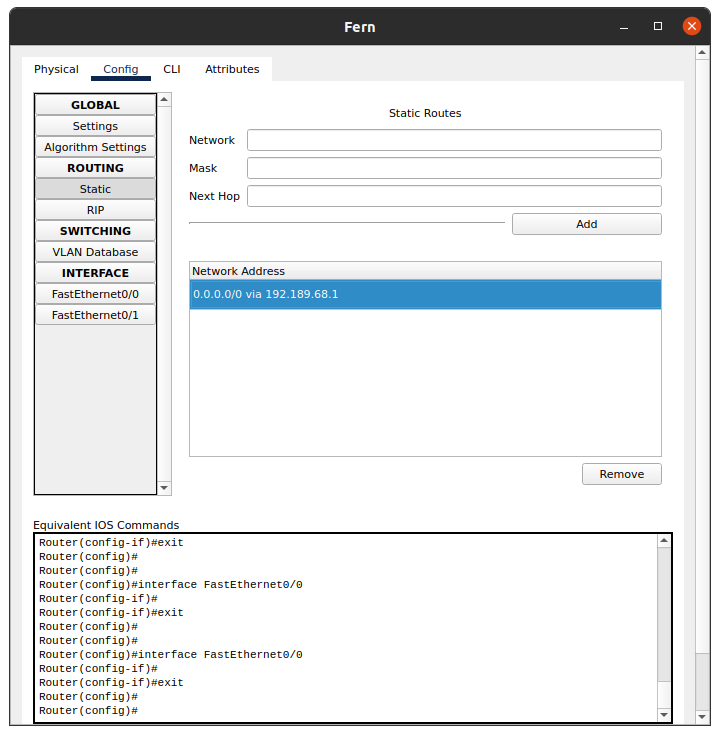 Fern
Physical Config CLI Attributes
GLOBAL
Settings
Algorithm Settings
ROUTING
Static
RIP
SWITCHING
VLAN Database
INTERFACE
FastEthernet0/0
FastEthernet0/1
Static Routes
Network
Mask
Next Hop
Add
Network Address
0.0.0.0/0 via 192.189.68.1
Remove
Equivalent IOS Commands
Router(config-if)#exit
Router(config)#
Router(config)#
Router(config)#interface FastEthernet0/0
Router(config-if)#
Router(config-if)#exit
Router(config)#
Router(config)#
Router(config)#interface FastEthernet0/0
Router(config-if)#
Router(config-if)#exit
Router(config)#
Router(config)#